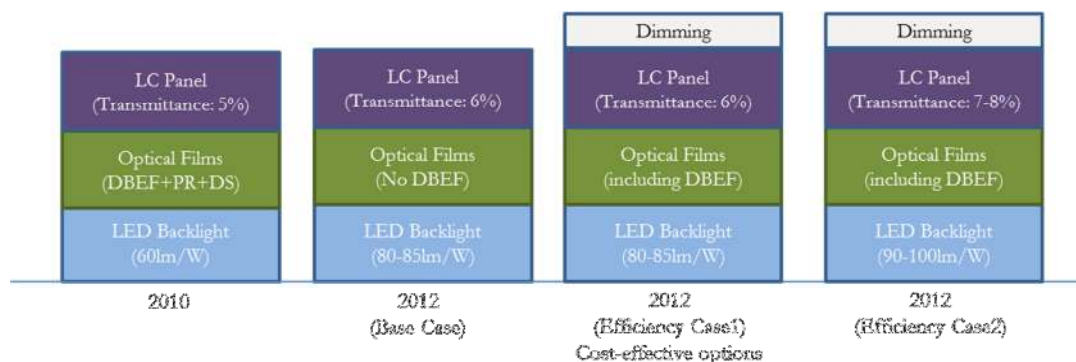 LC Panel
(Transmittance: 5%)
Optical Films
(DBEF+PR+DS)
LED Backlight
(60lm/W)
2010
LC Panel
(Transmittance: 6%)
Optical Films
(No DBEF)
LED Backlight
(80-85lm/W)
2012
(Base Case)
Dimming
LC Panel
(Transmittance: 6%)
Optical Films
(including DBEF)
LED Backlight
(80-85lm/W)
2012
(Efficiency Case1)
Cost-effective options
Dimming
LC Panel
(Transmittance: 7-8%)
Optical Films
(including DBEF)
LED Backlight
(90-100lm/W)
2012
(Efficiency Case2)